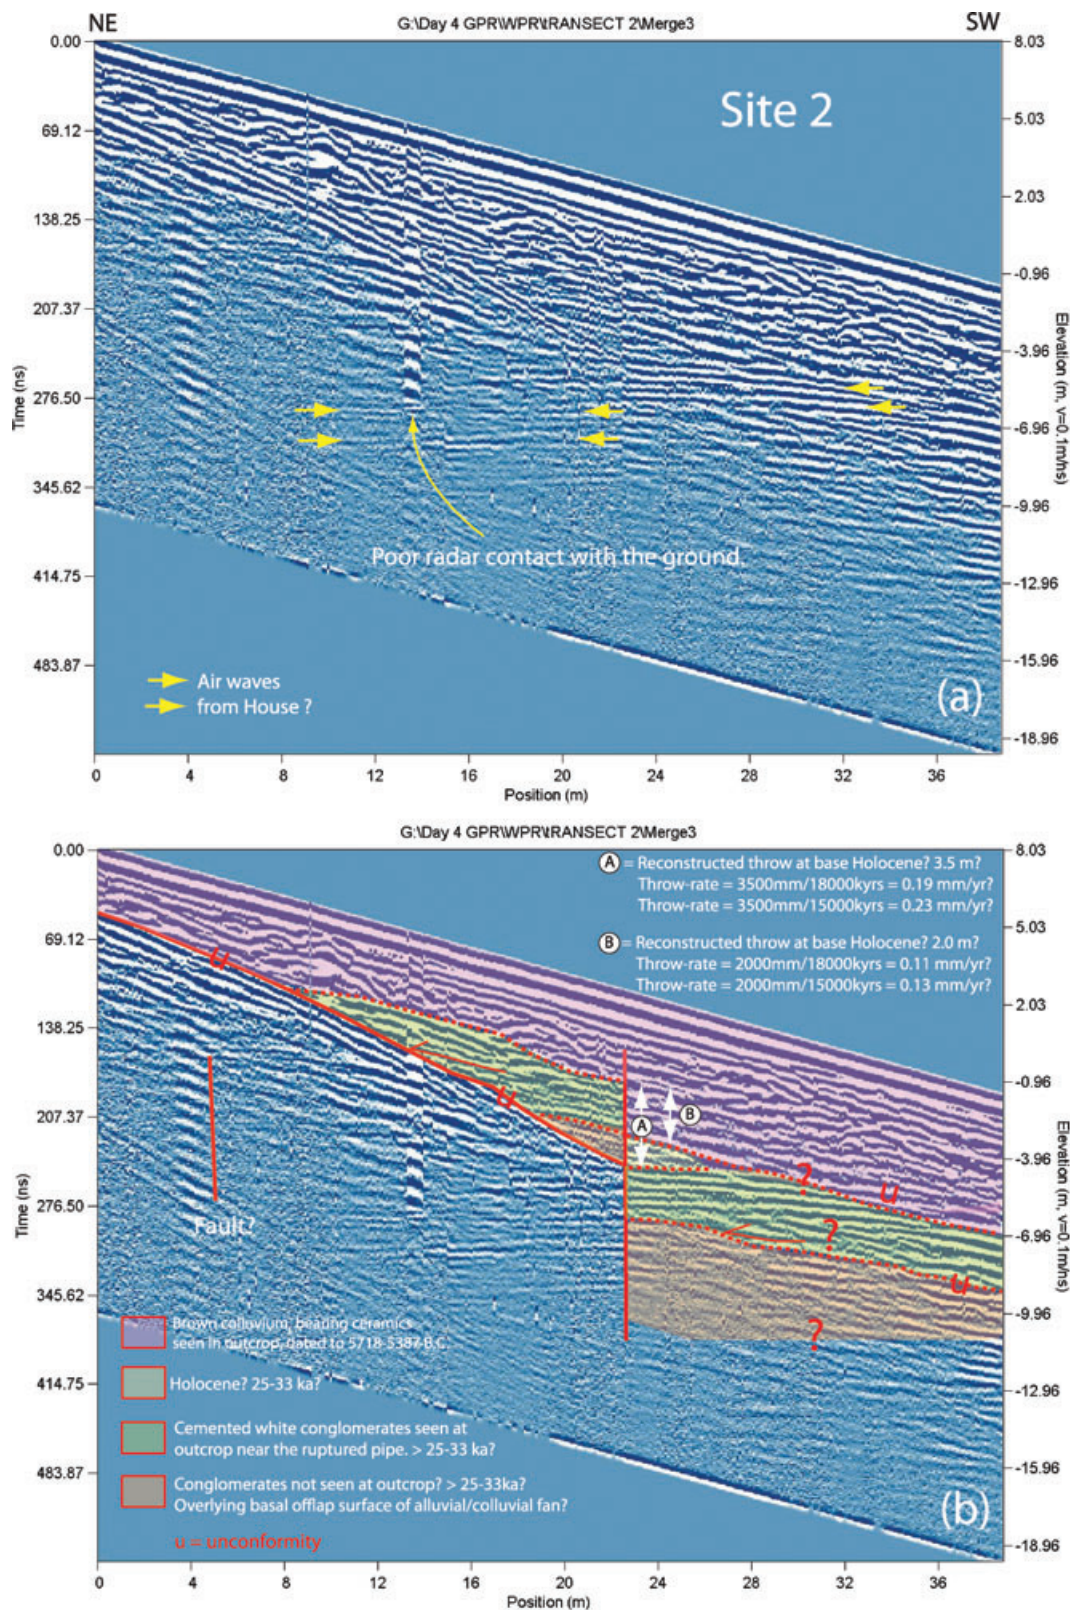 NE
G:\Day 4 GPR\WPR\tRANSECT 2\Merge3
SW
0.00
69.12
138.25
207.37
276.50
345.62
414.75
483.87
Time (ns)
8.03
5.03
2.03
-0.96
-3.96
-6.96
-9.96
-12.96
-15.96
-18.96
Elevation (m, v=0.1m/ns)
Site 2
Poor radar contact with the ground
Air waves
from House ?
(a)
0 4 8 12 16 20 24 28 32 36
Position (m)
G:\Day 4 GPR\WPR\tRANSECT 2\Merge3
0.00
69.12
138.25
207.37
276.50
345.62
414.75
483.87
Time (ns)
8.03
5.03
2.03
-0.96
-3.96
-6.96
-9.96
-12.96
-15.96
-18.96
Elevation (m, v=0.1m/ns)
A = Reconstructed throw at base Holocene? 3.5 m?
Throw-rate = 3500mm/18000kyrs = 0.19 mm/yr?
Throw-rate = 3500mm/15000kyrs = 0.23 mm/yr?
B = Reconstructed throw at base Holocene? 2.0 m?
Throw-rate = 2000mm/18000kyrs = 0.11 mm/yr?
Throw-rate = 2000mm/15000kyrs = 0.13 mm/yr?
u
u
A
B
?
u
?
u
?
Fault?
Brown colluvium, bearing ceramics
seen in outcrop, dated to 5718-5387 B.C.
Holocene? 25-33 ka?
Cemented white conglomerates seen at
outcrop near the ruptured pipe. > 25-33 ka?
Conglomerates not seen at outcrop? > 25-33ka?
Overlying basal offlap surface of alluvial/colluvial fan?
u = unconformity
(b)
0 4 8 12 16 20 24 28 32 36
Position (m)